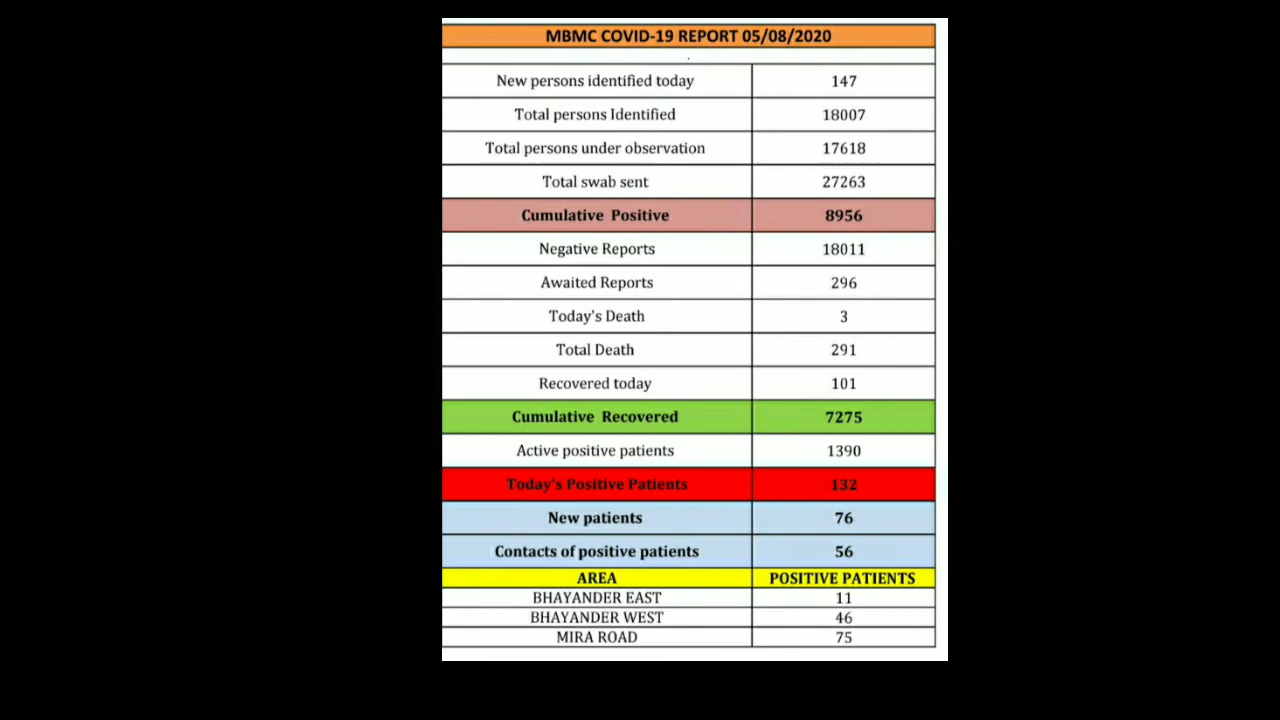 MBMC COVID-19 REPORT 05/08/2020
New persons identified today 147
Total persons Identified 18007
Total persons under observation 17618
Total swab sent 27263
Cumulative Positive 8956
Negative Reports 18011
Awaited Reports 296
Today's Death 3
Total Death 291
Recovered today 101
Cumulative Recovered 7275
Active positive patients 1390
Today's Positive Patients 132
New patients 76
Contacts of positive patients 56
AREA POSITIVE PATIENTS
BHAYANDER EAST 11
BHAYANDER WEST 46
MIRA ROAD 75